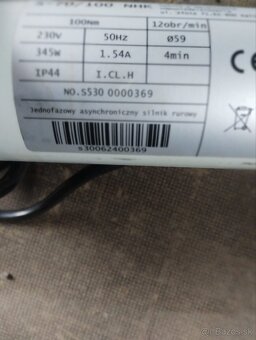 100Nm 12obr/min
230V 50Hz ø59
345W 1.54A 4min
IP44 I.CL.H
NO.S530 0000369
Jednofazowy asynchroniczny silnik rurowy
s30062400369